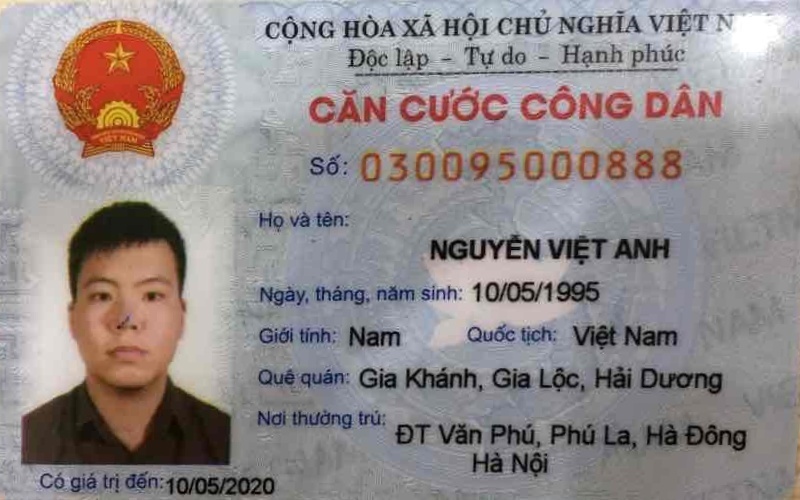 CỘNG HÒA XÃ HỘI CHỦ NGHĨA VIỆT N
Độc lập - Tự do - Hạnh phúc
CĂN CƯỚC CÔNG DÂN
Số: 030095000888
Họ và tên:
NGUYỄN VIỆT ANH
Ngày, tháng, năm sinh: 10/05/1995
Giới tính: Nam Quốc tịch: Việt Nam
Quê quán: Gia Khánh, Gia Lộc, Hải Dương
Nơi thường trú: ĐT Văn Phú, Phú La, Hà Đông
Hà Nội
Có giá trị đến: 10/05/2020